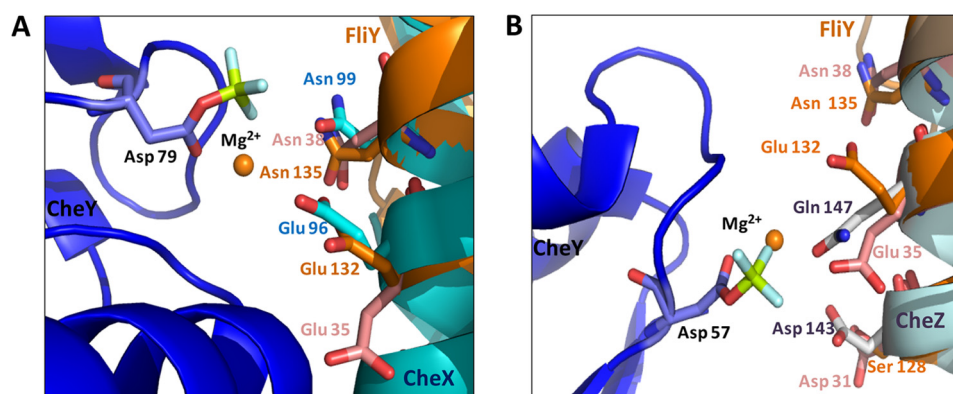 A
FliY
Asn 99
Mg2+
Asn 38
Asp 79
Asn 135
CheY
Glu 96
Glu 132
Glu 35
CheX
B
FliY
Asn 38
Asn 135
Glu 132
Gln 147
Mg2+
CheY
Glu 35
Asp 57
Asp 143
CheZ
Ser 128
Asp 31